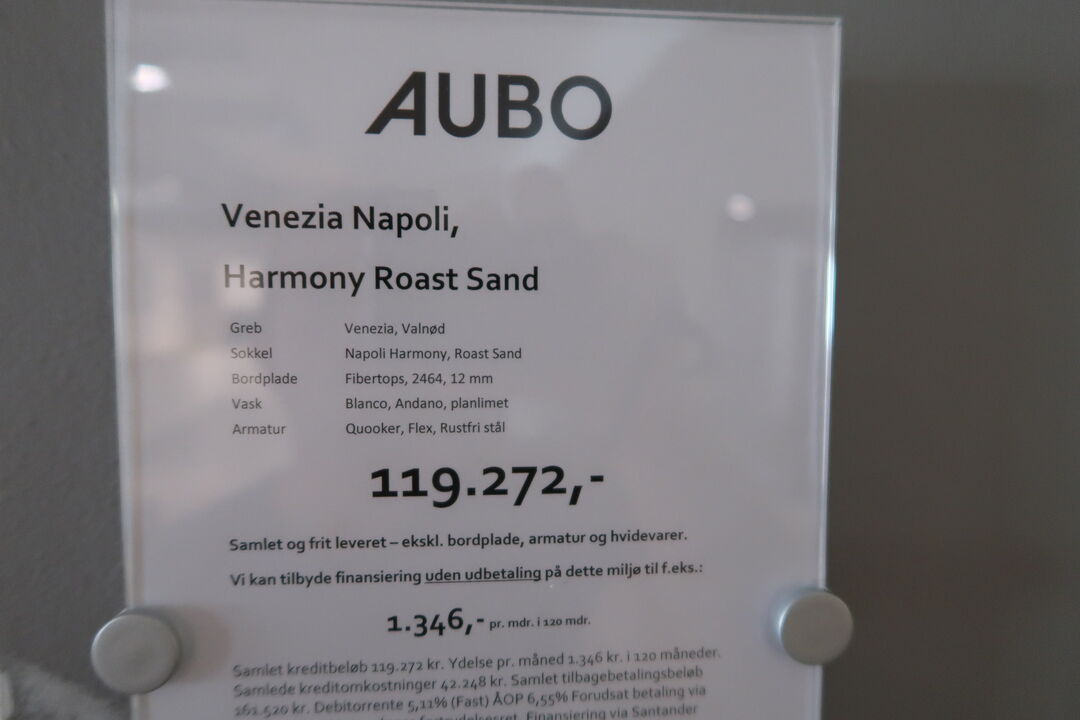 AUBO
Venezia Napoli,
Harmony Roast Sand
Greb Venezia, Valnød
Sokkel Napoli Harmony, Roast Sand
Bordplade Fibertops, 2464, 12 mm
Vask Blanco, Andano, planlimet
Armatur Quooker, Flex, Rustfri stål
119.272,-
Samlet og frit leveret – ekskl. bordplade, armatur og hvidevarer.
Vi kan tilbyde finansiering uden udbetaling på dette miljø til f.eks.:
1.346,- pr. mdr. i 120 mdr.
Samlet kreditbeløb 119.272 kr. Ydelse pr. måned 1.346 kr. i 120 måneder.
Samlede kreditomkostninger 42.248 kr. Samlet tilbagebetalingsbeløb
161.520 kr. Debitorrente 5,11% (Fast) ÅOP 6,55% Forudsat betaling via
fortrydelsesret. Finansiering via Santander